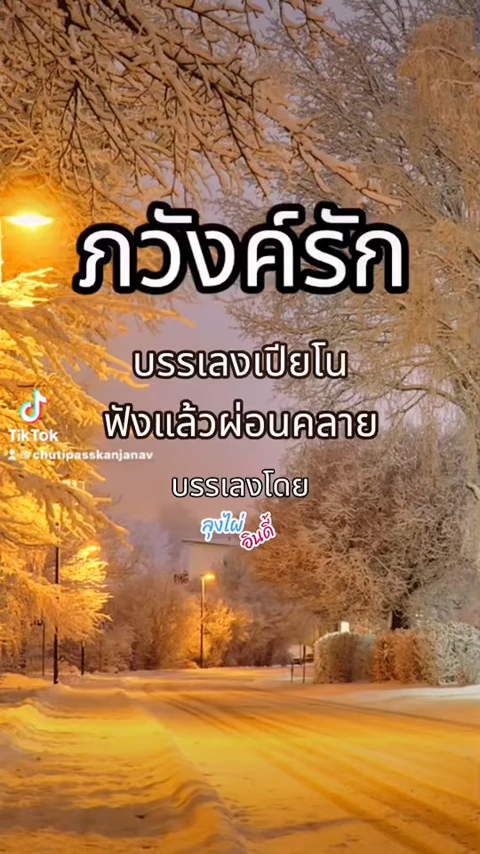 ภวังค์รัก
บรรเลงเปียโน
ฟังแล้วผ่อนคลาย
TikTok
@chutipasskanjanav
บรรเลงโดย
ลุงไผ่
อินดี้